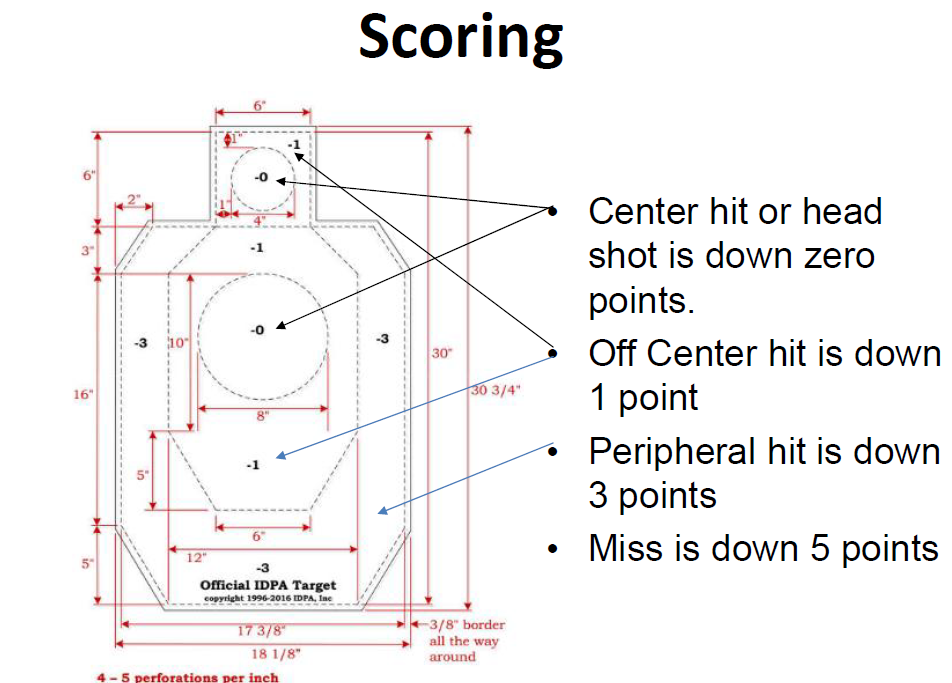 Scoring
6"
1"
-1
-0
6"
2"
1"
4"
-1
3"
-0
-3
10"
-3
30"
30 3/4"
16"
8"
-1
5"
6"
12"
5"
-3
Official IDPA Target
copyright 1996-2016 IDPA, Inc
17 3/8"
18 1/8"
3/8" border
all the way
around
4 – 5 perforations per inch
• Center hit or head
shot is down zero
points.
• Off Center hit is down
1 point
• Peripheral hit is down
3 points
• Miss is down 5 points